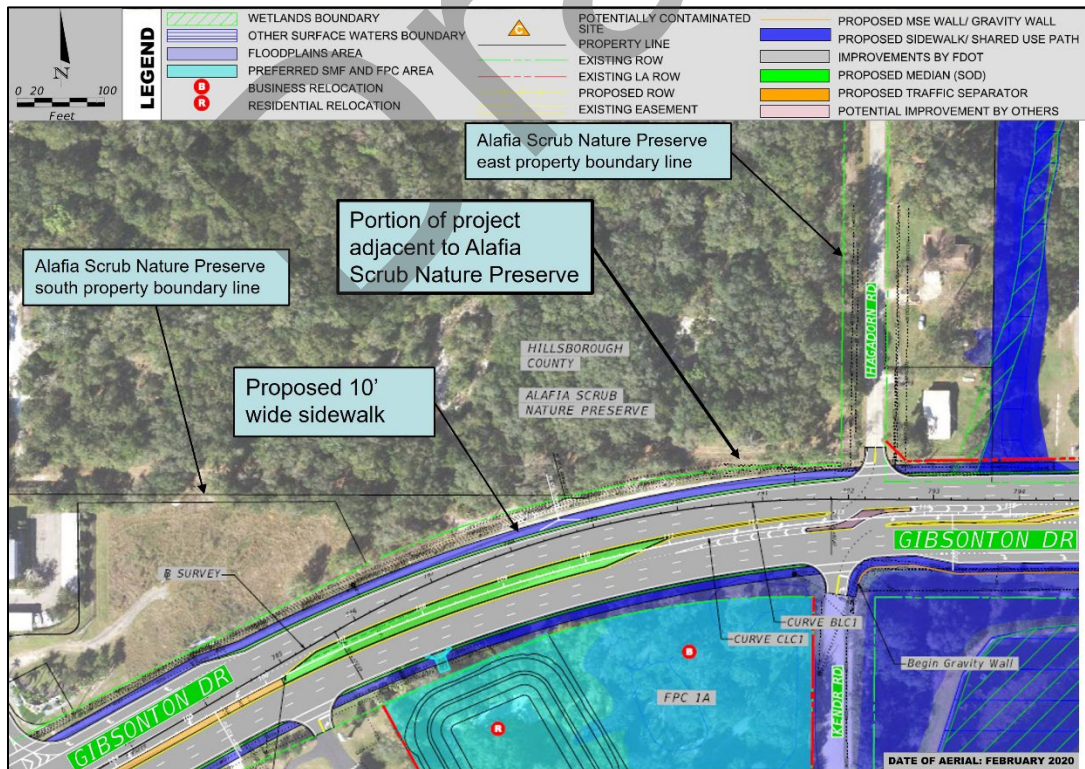 N
0 20 60 100
Feet
LEGEND
WETLANDS BOUNDARY
OTHER SURFACE WATERS BOUNDARY
FLOODPLAINS AREA
PREFERRED SMF AND FPC AREA
B BUSINESS RELOCATION
R RESIDENTIAL RELOCATION
C POTENTIALLY CONTAMINATED
SITE
PROPERTY LINE
EXISTING ROW
EXISTING LA ROW
PROPOSED ROW
EXISTING EASEMENT
PROPOSED MSE WALL/ GRAVITY WALL
PROPOSED SIDEWALK/ SHARED USE PATH
IMPROVEMENTS BY FDOT
PROPOSED MEDIAN (SOD)
PROPOSED TRAFFIC SEPARATOR
POTENTIAL IMPROVEMENT BY OTHERS
Alafia Scrub Nature Preserve
east property boundary line
Portion of project
adjacent to Alafia
Scrub Nature Preserve
Alafia Scrub Nature Preserve
south property boundary line
HAGADORN RD
HILLSBOROUGH
COUNTY
ALAFIA SCRUB
NATURE PRESERVE
Proposed 10'
wide sidewalk
791
792
793
794
GIBSONTON DR
B SURVEY
CURVE BLC1
CURVE CLC1
Begin Gravity Wall
785
GIBSONTON DR
B
FPC 1A
R
KENDR RD
DATE OF AERIAL: FEBRUARY 2020